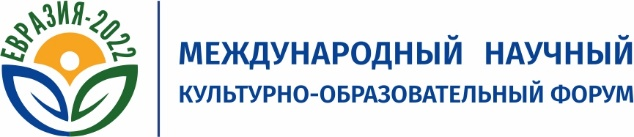 ЕВРАЗИЯ-2022
МЕЖДУНАРОДНЫЙ НАУЧНЫЙ
КУЛЬТУРНО-ОБРАЗОВАТЕЛЬНЫЙ ФОРУМ